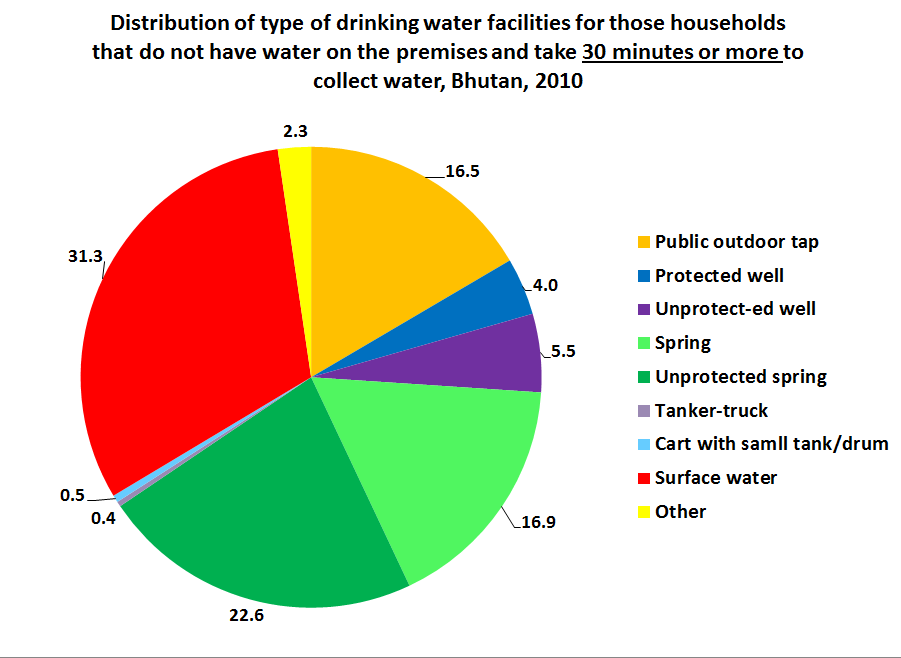 Distribution of type of drinking water facilities for those households
that do not have water on the premises and take 30 minutes or more to
collect water, Bhutan, 2010
2.3
16.5
31.3
4.0
5.5
0.5
0.4
16.9
22.6
Public outdoor tap
Protected well
Unprotect-ed well
Spring
Unprotected spring
Tanker-truck
Cart with samll tank/drum
Surface water
Other